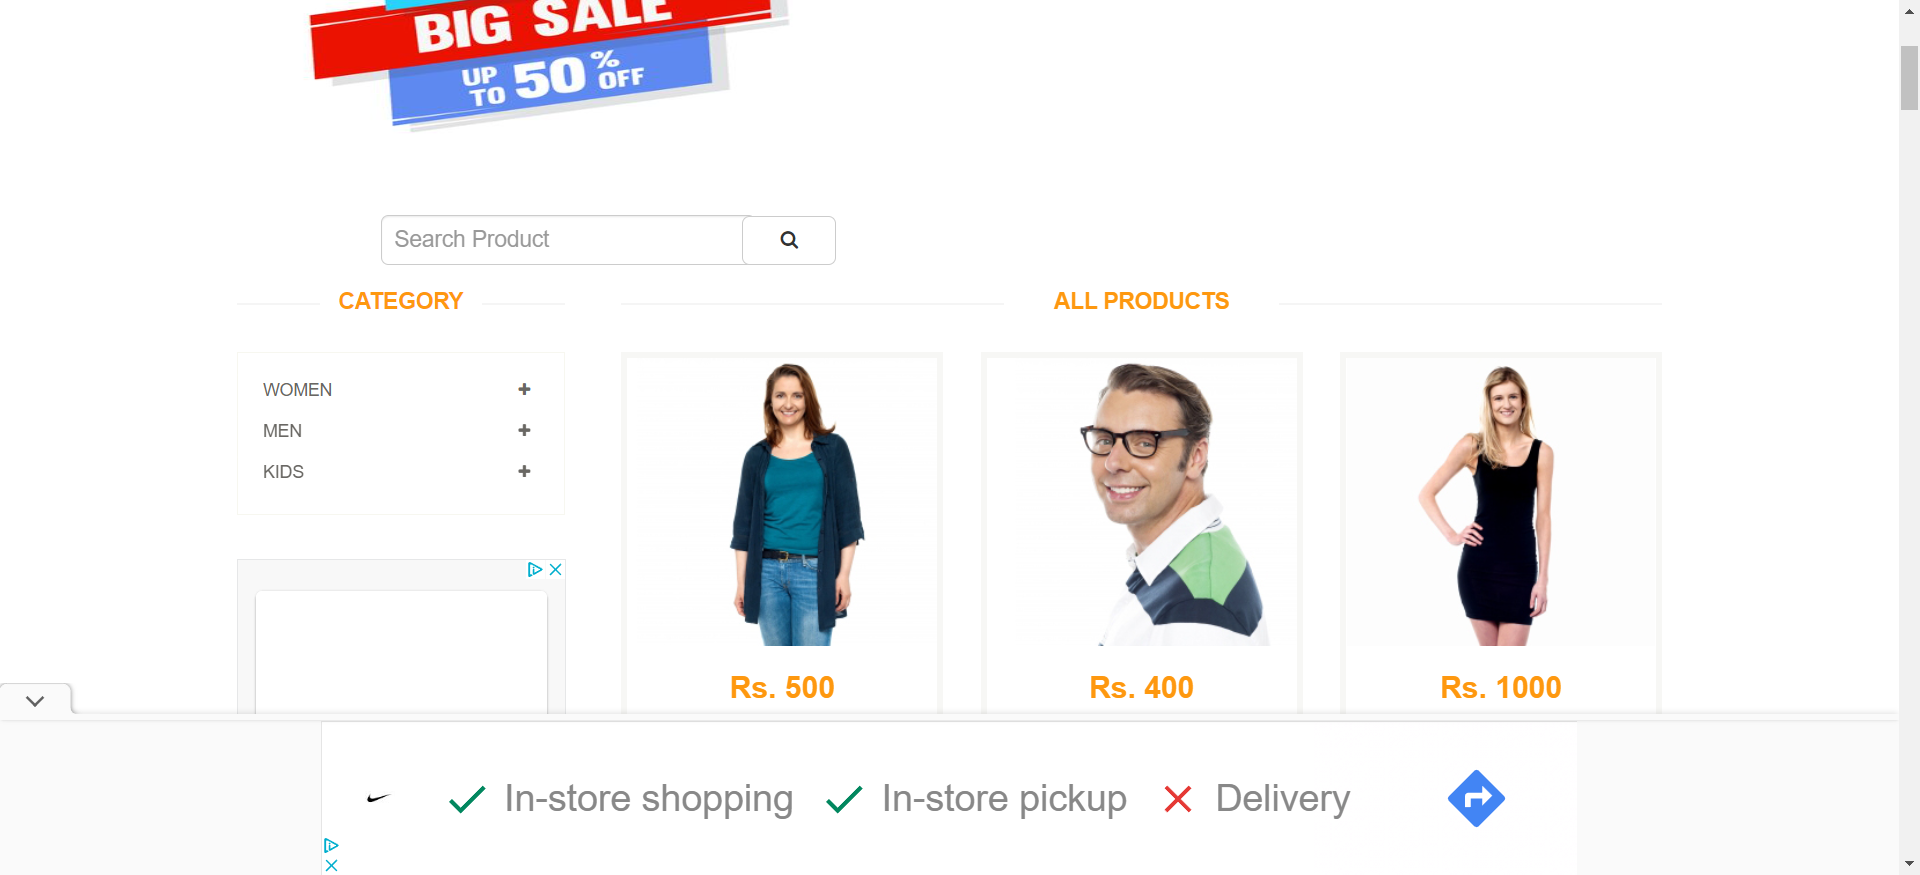 BIG SALE
UP TO 50% OFF
Search Product
CATEGORY
ALL PRODUCTS
WOMEN
MEN
KIDS
Rs. 500
Rs. 400
Rs. 1000
In-store shopping
In-store pickup
Delivery